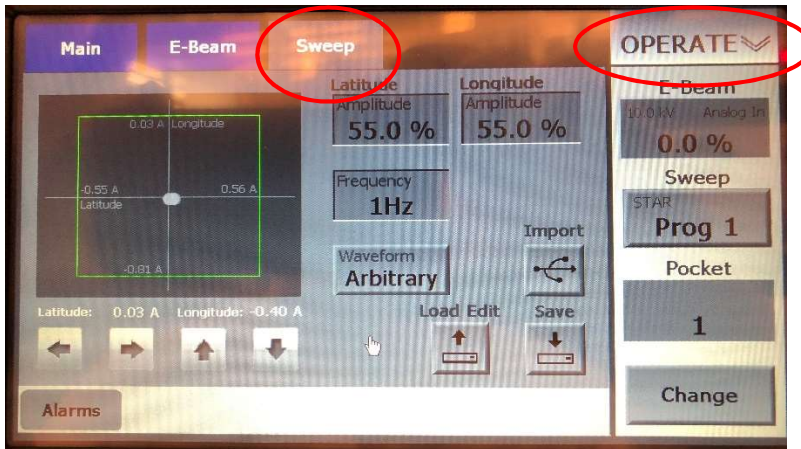 Main
E-Beam
Sweep
OPERATE
Latitude
Amplitude
55.0 %
Longitude
Amplitude
55.0 %
0.03 A Longitude
-0.55 A
Latitude
0.56 A
-0.81 A
Frequency
1Hz
Waveform
Arbitrary
Import
Latitude: 0.03 A Longitude: -0.40 A
Load Edit
Save
Alarms
E-Beam
10.0 kV Analog In
0.0 %
Sweep
STAR
Prog 1
Pocket
1
Change